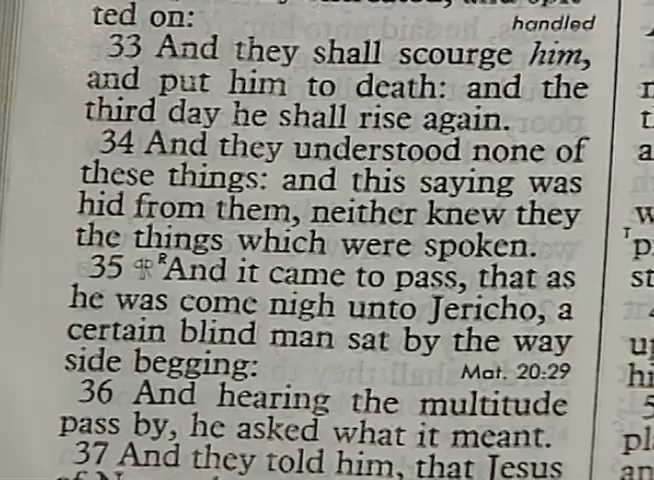 ted on:
handled
33 And they shall scourge him,
and put him to death: and the
third day he shall rise again.
34 And they understood none of
these things: and this saying was
hid from them, neither knew they
the things which were spoken.
35 ¶ ᴿAnd it came to pass, that as
he was come nigh unto Jericho, a
certain blind man sat by the way
side begging:
Mat. 20:29
36 And hearing the multitude
pass by, he asked what it meant.
37 And they told him, that Jesus